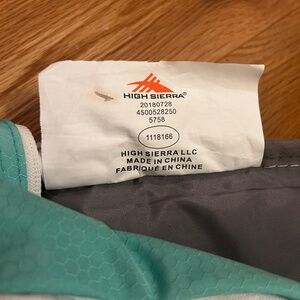 HIGH SIERRA®
20180728
4500528250
5758
1118166
HIGH SIERRA LLC
MADE IN CHINA
FABRIQUÉ EN CHINE